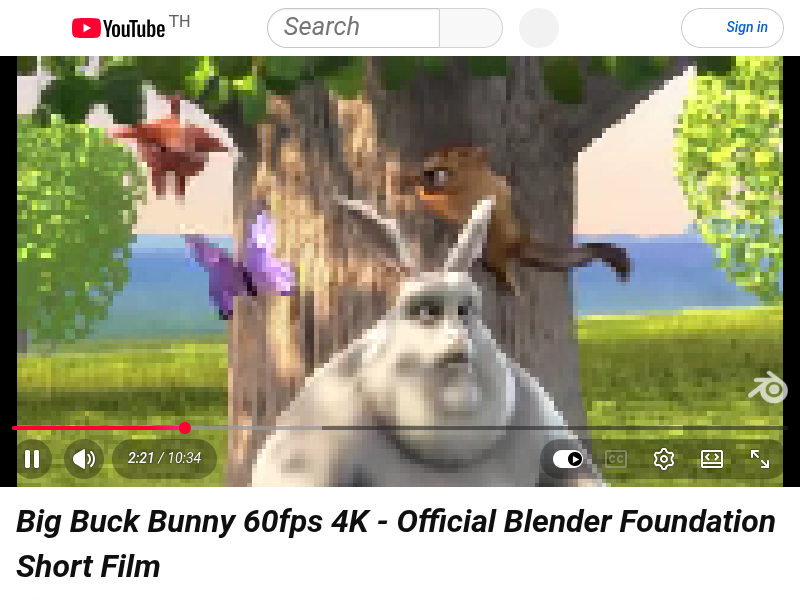 YouTube TH
Search
Sign in
2:21 / 10:34
CC
Big Buck Bunny 60fps 4K - Official Blender Foundation
Short Film